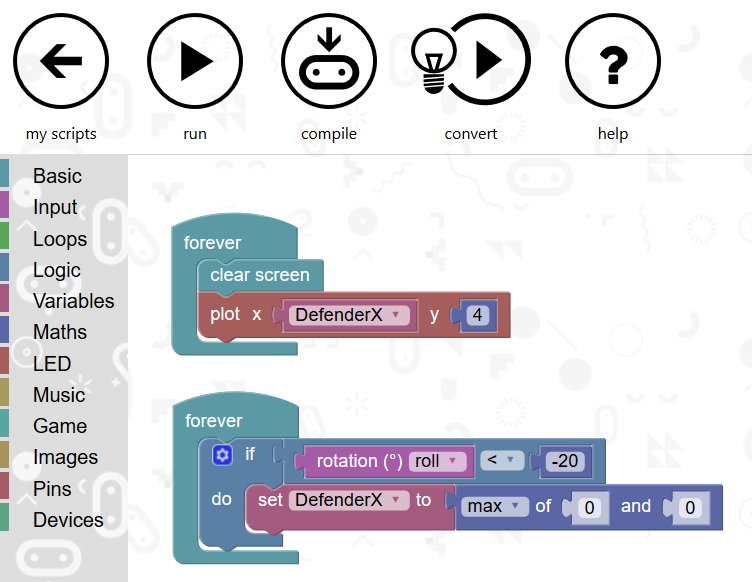 my scripts run compile convert help
Basic
Input
Loops
Logic
Variables
Maths
LED
Music
Game
Images
Pins
Devices
forever
clear screen
plot x DefenderX y 4
forever
if rotation (°) roll < -20
do set DefenderX to max of 0 and 0